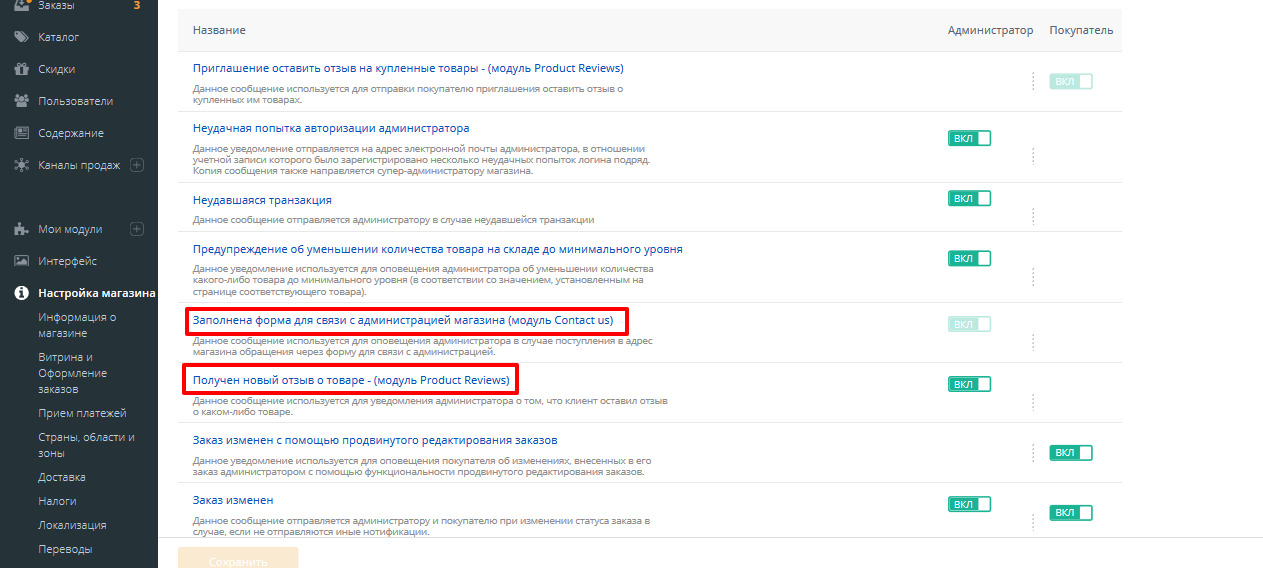 Заказы 3
Каталог
Скидки
Пользователи
Содержание
Каналы продаж
Мои модули
Интерфейс
Настройка магазина
Информация о
магазине
Витрина и
Оформление
заказов
Прием платежей
Страны, области и
зоны
Доставка
Налоги
Локализация
Переводы
Название Администратор Покупатель
Приглашение оставить отзыв на купленные товары - (модуль Product Reviews)
ВКЛ
Данное сообщение используется для отправки покупателю приглашения оставить отзыв о
купленных им товарах.
Неудачная попытка авторизации администратора
ВКЛ
Данное уведомление отправляется на адрес электронной почты администратора, в отношении
учетной записи которого было зарегистрировано несколько неудачных попыток логина подряд.
Копия сообщения также направляется супер-администратору магазина.
Неудавшаяся транзакция
ВКЛ
Данное сообщение отправляется администратору в случае неудавшейся транзакции
Предупреждение об уменьшении количества товара на складе до минимального уровня
ВКЛ
Данное уведомление используется для оповещения администратора об уменьшении количества
какого-либо товара до минимального уровня (в соответствии со значением, установленным на
странице соответствующего товара).
Заполнена форма для связи с администрацией магазина (модуль Contact us)
ВКЛ
Данное сообщение используется для оповещения администратора в случае поступления в адрес
магазина обращения через форму для связи с администрацией.
Получен новый отзыв о товаре - (модуль Product Reviews)
ВКЛ
Данное сообщение используется для уведомления администратора о том, что клиент оставил отзыв
о каком-либо товаре.
Заказ изменен с помощью продвинутого редактирования заказов
ВКЛ
Данное уведомление используется для оповещения покупателя об изменениях, внесенных в его
заказ администратором с помощью функциональности продвинутого редактирования заказов.
Заказ изменен
ВКЛ ВКЛ
Данное сообщение отправляется администратору и покупателю при изменении статуса заказа в
случае, если не отправляются иные нотификации.
Сохранить